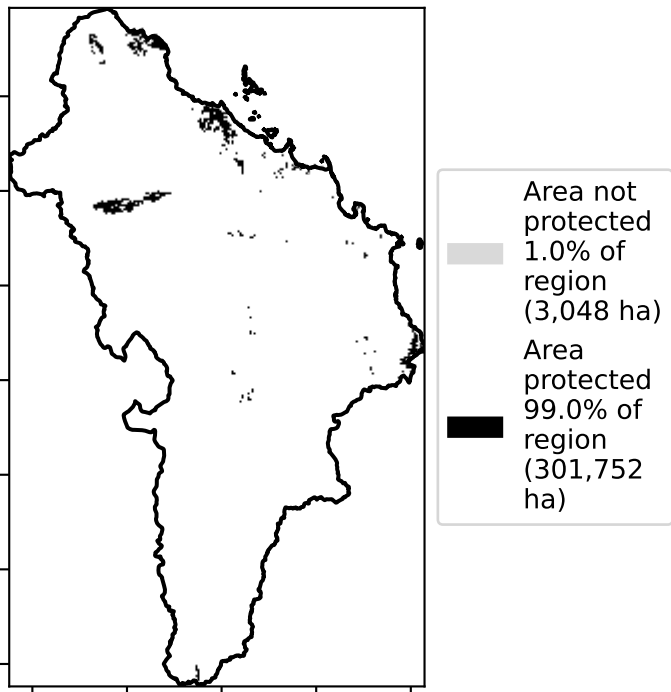 Area not
protected
1.0% of
region
(3,048 ha)
Area
protected
99.0% of
region
(301,752
ha)